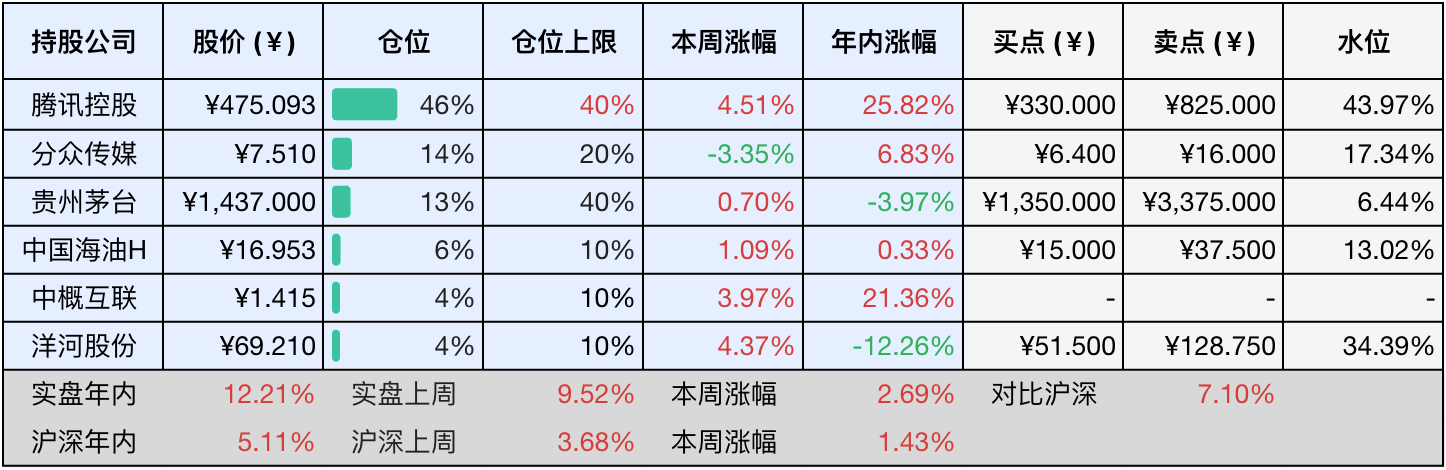 持股公司 股价 (¥) 仓位 仓位上限 本周涨幅 年内涨幅 买点 (¥) 卖点 (¥) 水位
腾讯控股 ¥475.093 46% 40% 4.51% 25.82% ¥330.000 ¥825.000 43.97%
分众传媒 ¥7.510 14% 20% -3.35% 6.83% ¥6.400 ¥16.000 17.34%
贵州茅台 ¥1,437.000 13% 40% 0.70% -3.97% ¥1,350.000 ¥3,375.000 6.44%
中国海油H ¥16.953 6% 10% 1.09% 0.33% ¥15.000 ¥37.500 13.02%
中概互联 ¥1.415 4% 10% 3.97% 21.36% - - -
洋河股份 ¥69.210 4% 10% 4.37% -12.26% ¥51.500 ¥128.750 34.39%
实盘年内 12.21% 实盘上周 9.52% 本周涨幅 2.69% 对比沪深 7.10%
沪深年内 5.11% 沪深上周 3.68% 本周涨幅 1.43%